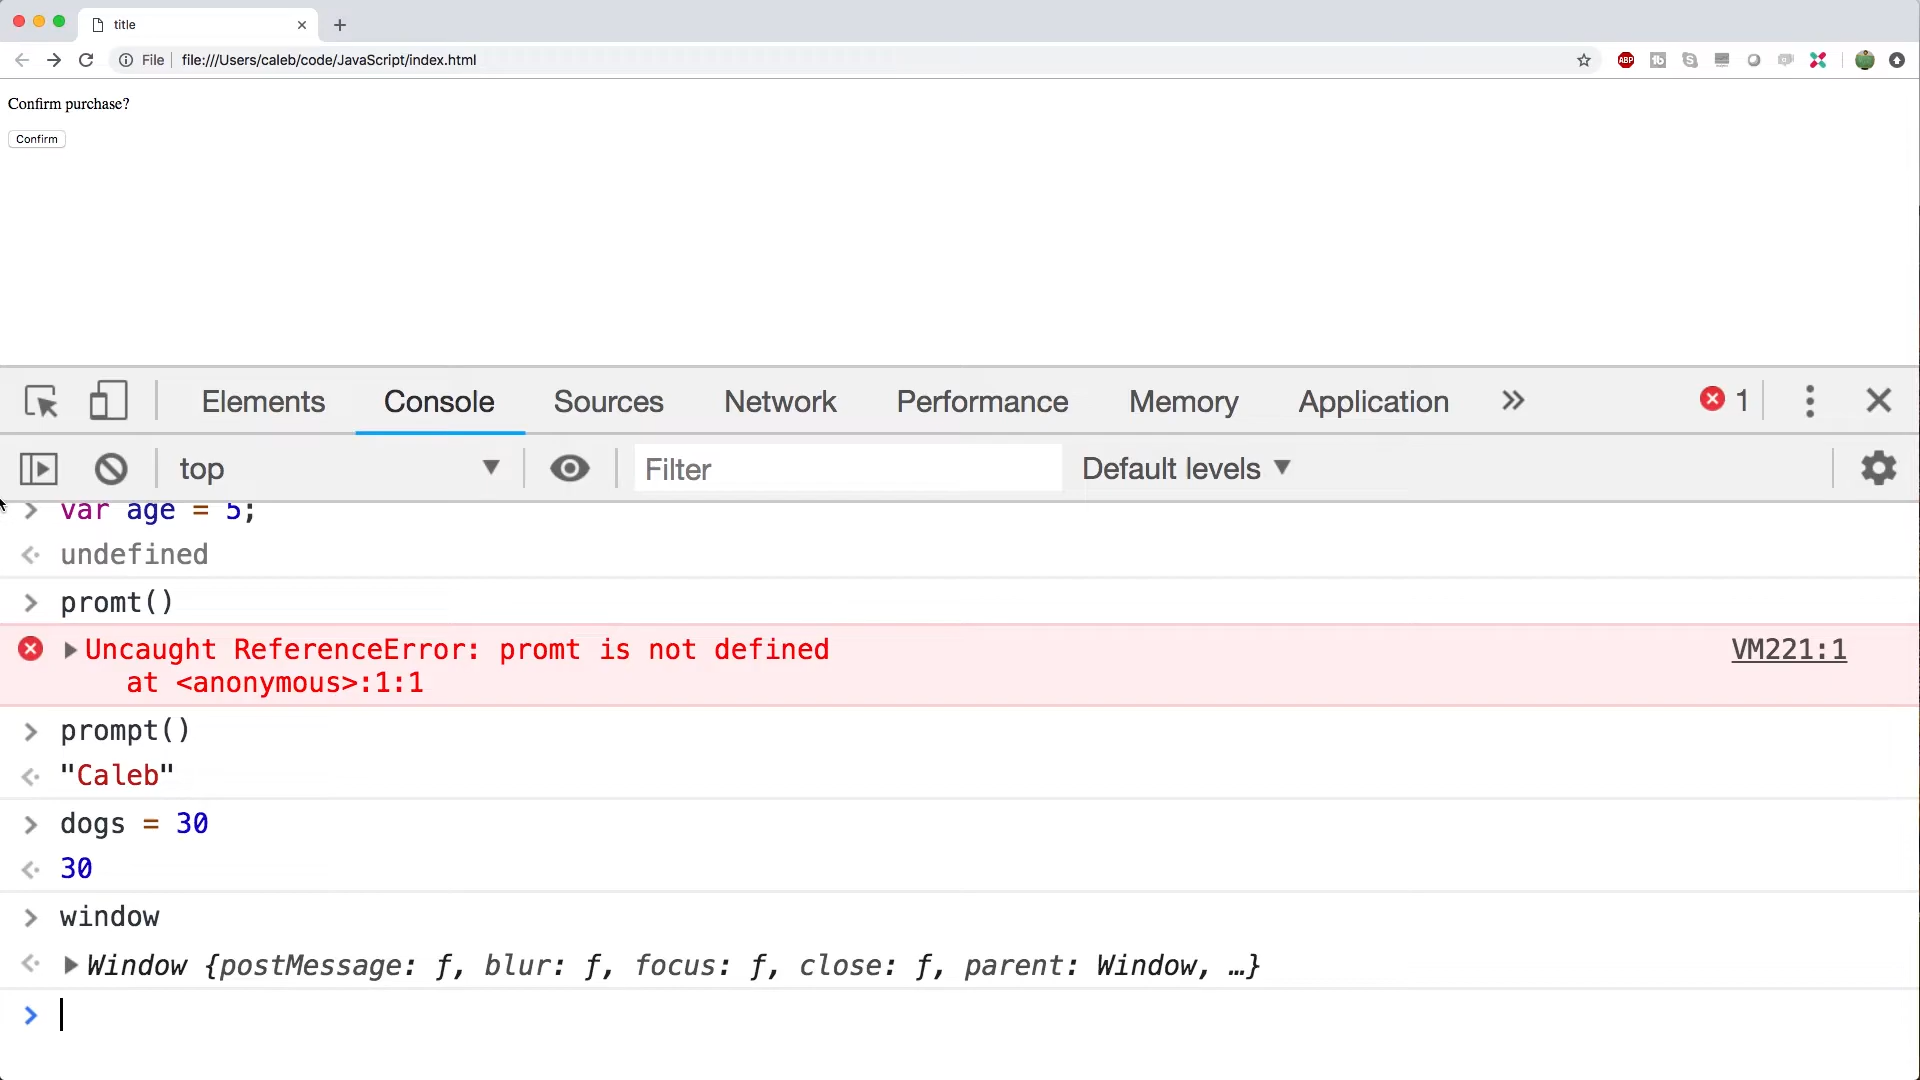 title
File file:///Users/caleb/code/JavaScript/index.html
ABP
Confirm purchase?
Confirm
Elements Console Sources Network Performance Memory Application » 1
top Filter Default levels
> var age = 5;
undefined
> promt()
Uncaught ReferenceError: promt is not defined VM221:1
at <anonymous>:1:1
> prompt()
"Caleb"
> dogs = 30
30
> window
Window {postMessage: ƒ, blur: ƒ, focus: ƒ, close: ƒ, parent: Window, …}
>